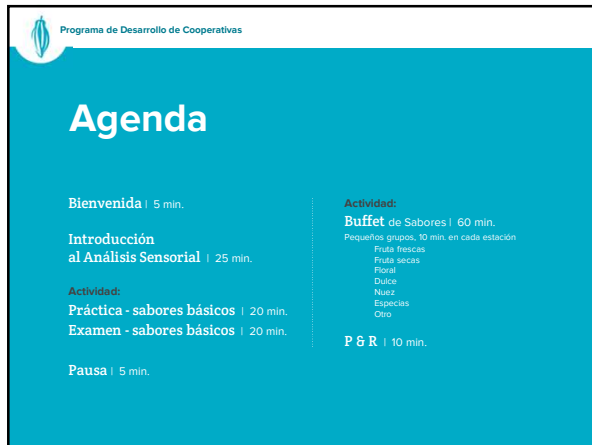 Programa de Desarrollo de Cooperativas
Agenda
Bienvenida | 5 min.
Introducción
al Análisis Sensorial | 25 min.
Actividad:
Práctica - sabores básicos | 20 min.
Examen - sabores básicos | 20 min.
Pausa | 5 min.
Actividad:
Buffet de Sabores | 60 min.
Pequeños grupos, 10 min. en cada estación
Fruta frescas
Fruta secas
Floral
Dulce
Nuez
Especias
Otro
P & R | 10 min.